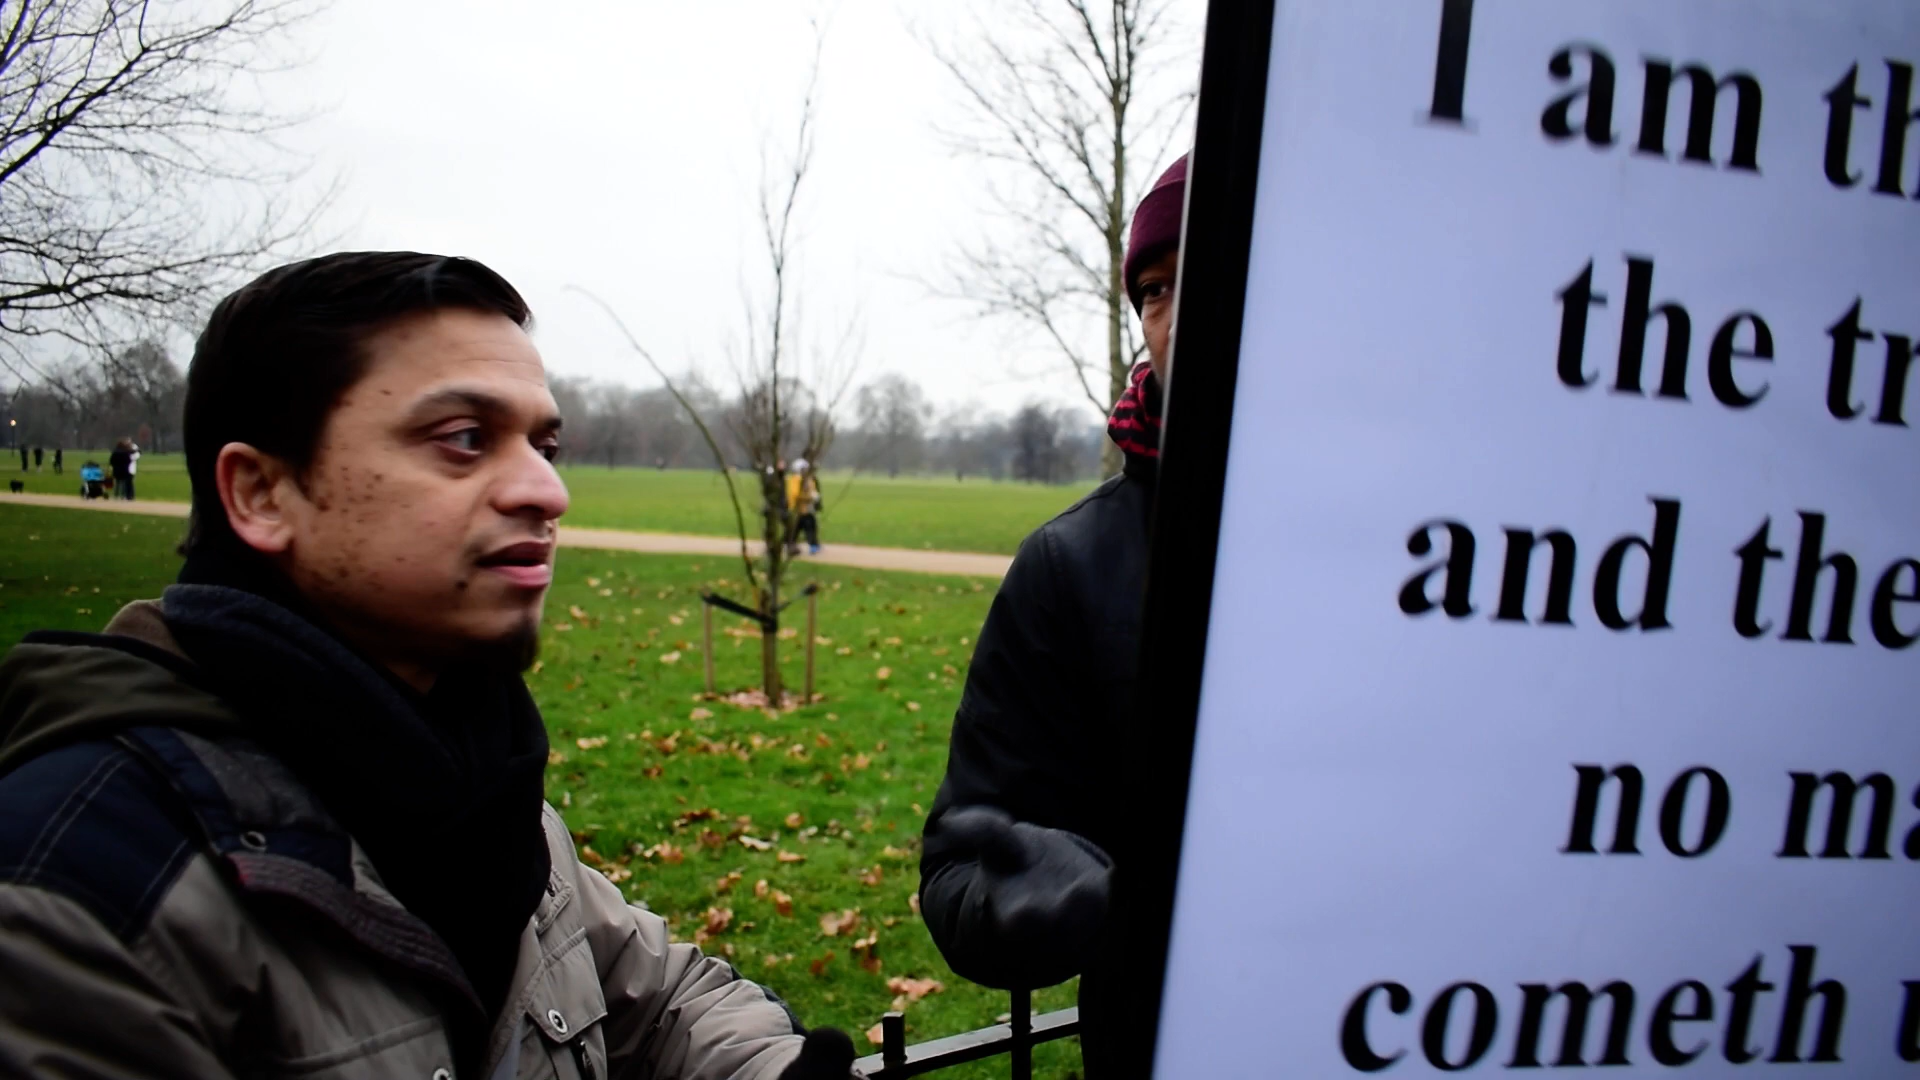 I am th
the tr
and the
no ma
cometh u